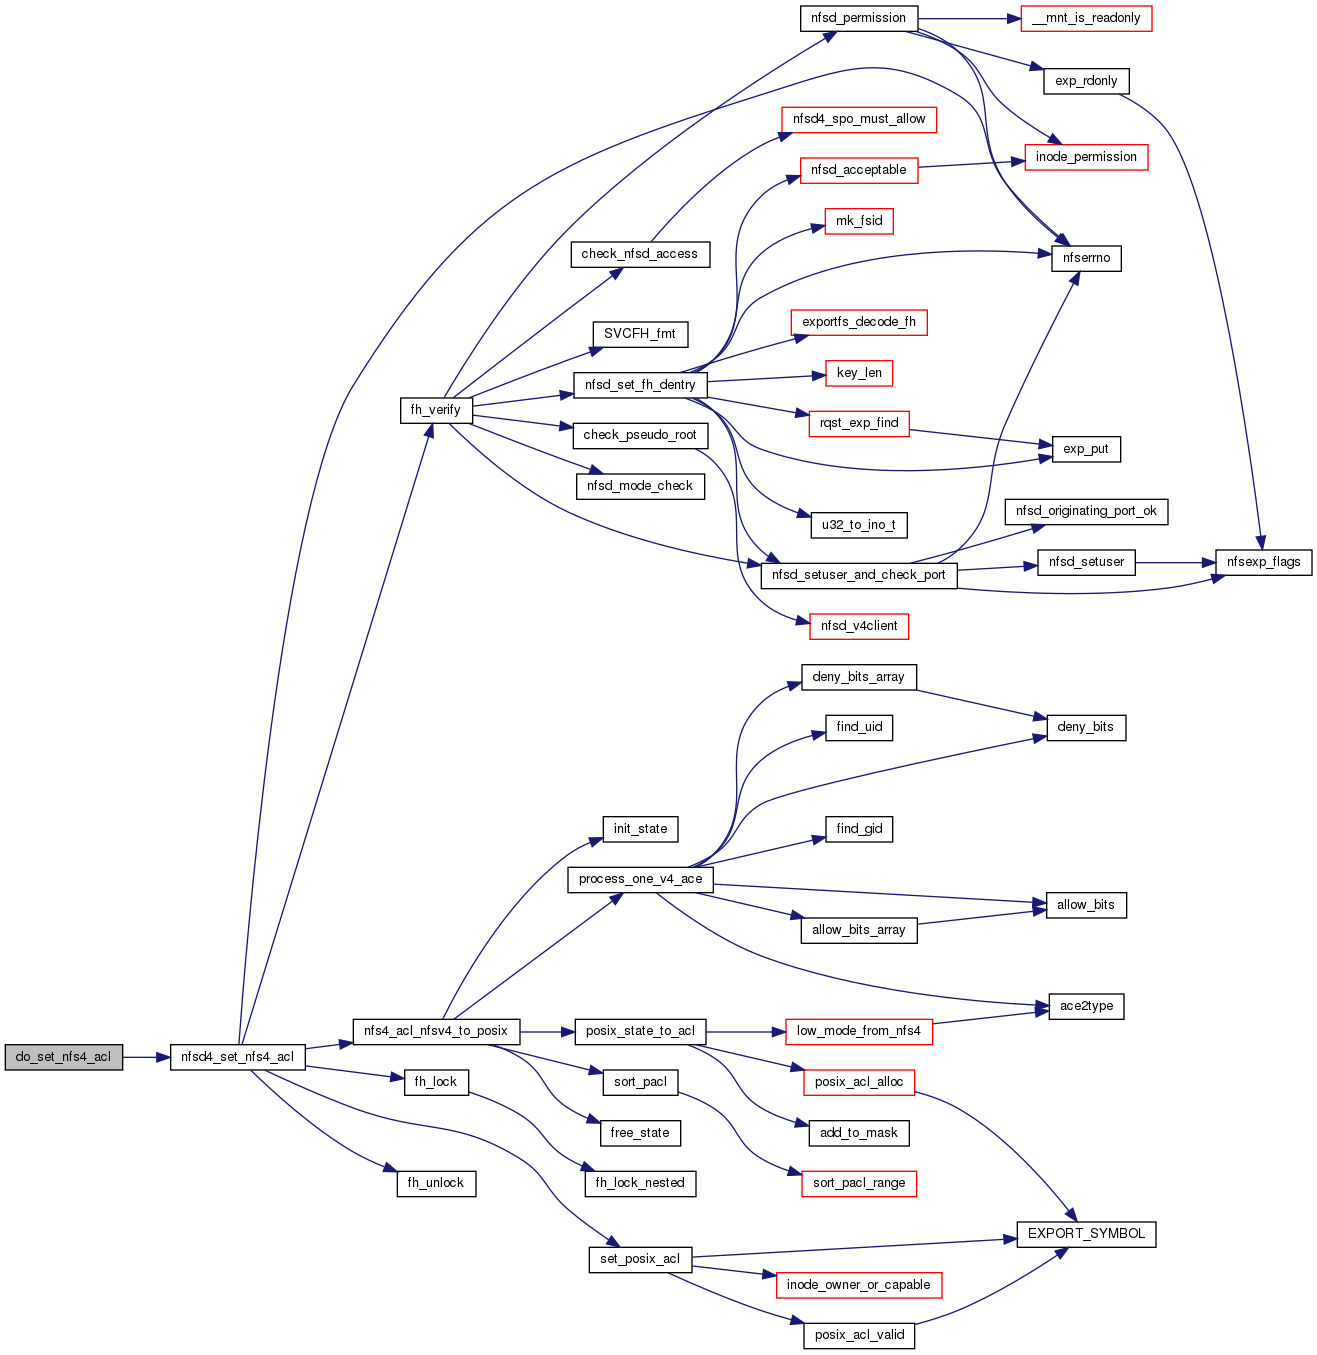 nfsd_permission
__mnt_is_readonly
exp_rdonly
nfsd4_spo_must_allow
inode_permission
nfsd_acceptable
mk_fsid
check_nfsd_access
nfserrno
exportfs_decode_fh
SVCFH_fmt
key_len
nfsd_set_fh_dentry
fh_verify
rqst_exp_find
check_pseudo_root
exp_put
nfsd_mode_check
nfsd_originating_port_ok
u32_to_ino_t
nfsd_setuser
nfsexp_flags
nfsd_setuser_and_check_port
nfsd_v4client
deny_bits_array
find_uid
deny_bits
init_state
find_gid
process_one_v4_ace
allow_bits
allow_bits_array
ace2type
nfs4_acl_nfsv4_to_posix
posix_state_to_acl
low_mode_from_nfs4
do_set_nfs4_acl
nfsd4_set_nfs4_acl
fh_lock
sort_pacl
posix_acl_alloc
free_state
add_to_mask
fh_unlock
fh_lock_nested
sort_pacl_range
EXPORT_SYMBOL
set_posix_acl
inode_owner_or_capable
posix_acl_valid